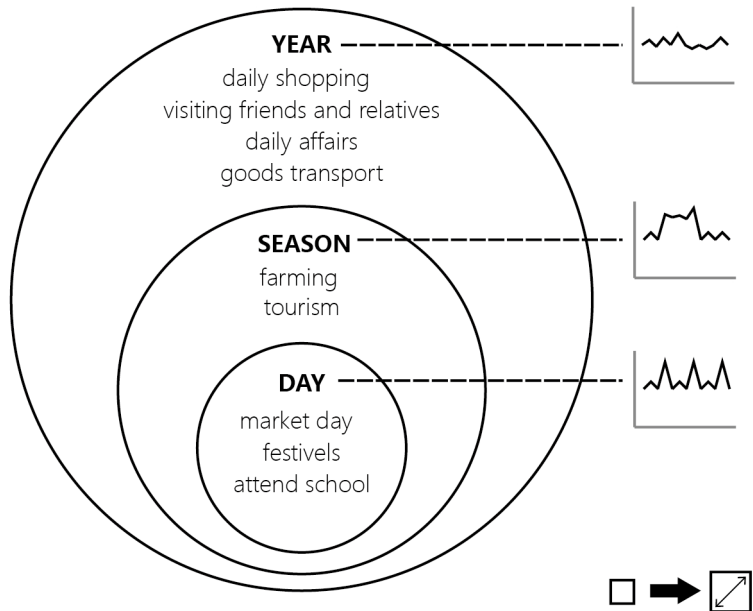 YEAR
daily shopping
visiting friends and relatives
daily affairs
goods transport
SEASON
farming
tourism
DAY
market day
festivels
attend school